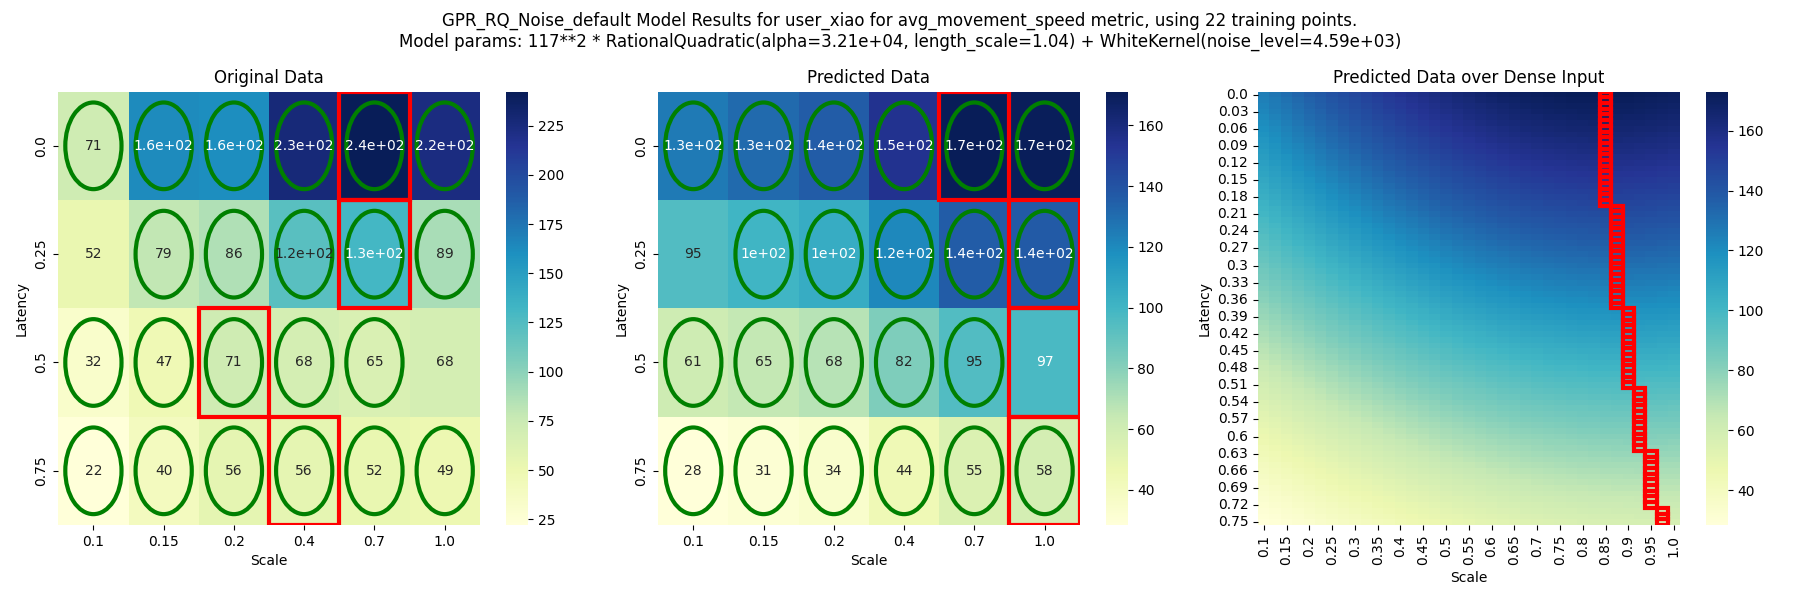 GPR_RQ_Noise_default Model Results for user_xiao for avg_movement_speed metric, using 22 training points.
Model params: 117**2 * RationalQuadratic(alpha=3.21e+04, length_scale=1.04) + WhiteKernel(noise_level=4.59e+03)
Original Data
Latency
0.0 71 1.6e+02 1.6e+02 2.3e+02 2.4e+02 2.2e+02
0.25 52 79 86 1.2e+02 1.3e+02 89
0.5 32 47 71 68 65 68
0.75 22 40 56 56 52 49
0.1 0.15 0.2 0.4 0.7 1.0
Scale
225
200
175
150
125
100
75
50
25
Predicted Data
Latency
0.0 1.3e+02 1.3e+02 1.4e+02 1.5e+02 1.7e+02 1.7e+02
0.25 95 1e+02 1e+02 1.2e+02 1.4e+02 1.4e+02
0.5 61 65 68 82 95 97
0.75 28 31 34 44 55 58
0.1 0.15 0.2 0.4 0.7 1.0
Scale
160
140
120
100
80
60
40
Predicted Data over Dense Input
Latency
0.0
0.03
0.06
0.09
0.12
0.15
0.18
0.21
0.24
0.27
0.3
0.33
0.36
0.39
0.42
0.45
0.48
0.51
0.54
0.57
0.6
0.63
0.66
0.69
0.72
0.75
0.1 0.15 0.2 0.25 0.3 0.35 0.4 0.45 0.5 0.55 0.6 0.65 0.7 0.75 0.8 0.85 0.9 0.95 1.0
Scale
160
140
120
100
80
60
40